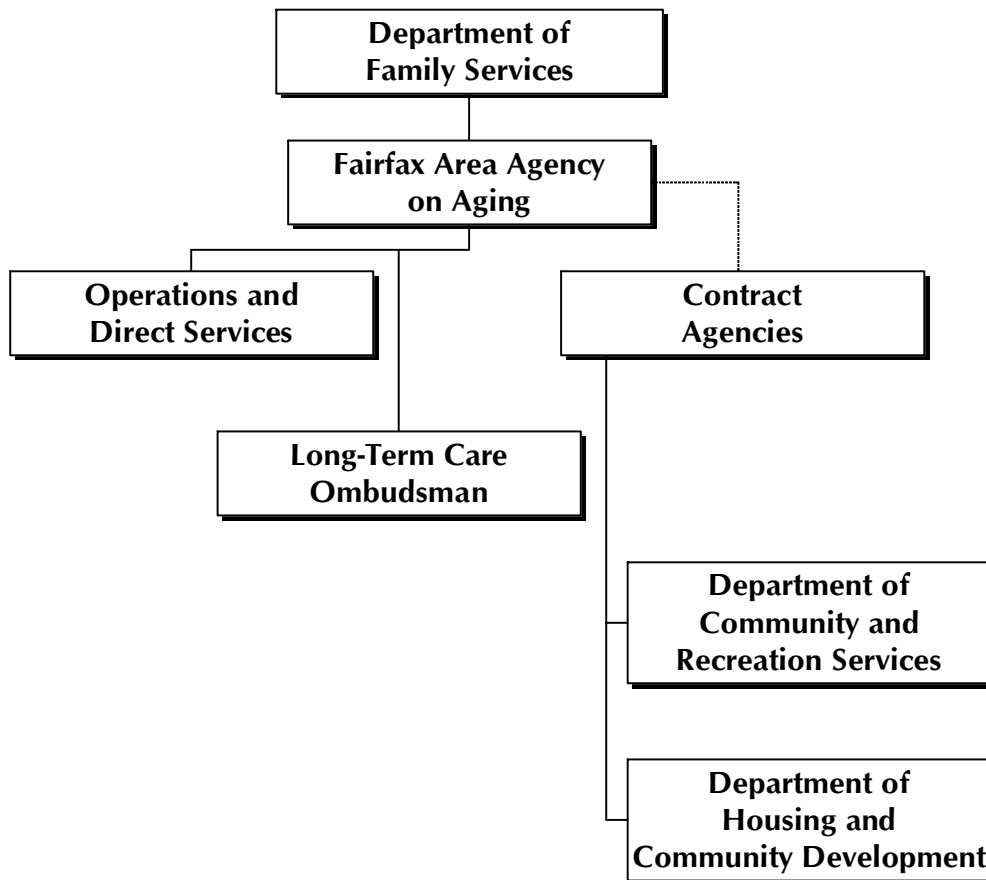 Department of
Family Services
Fairfax Area Agency
on Aging
Operations and
Direct Services
Contract
Agencies
Long-Term Care
Ombudsman
Department of
Community and
Recreation Services
Department of
Housing and
Community Development